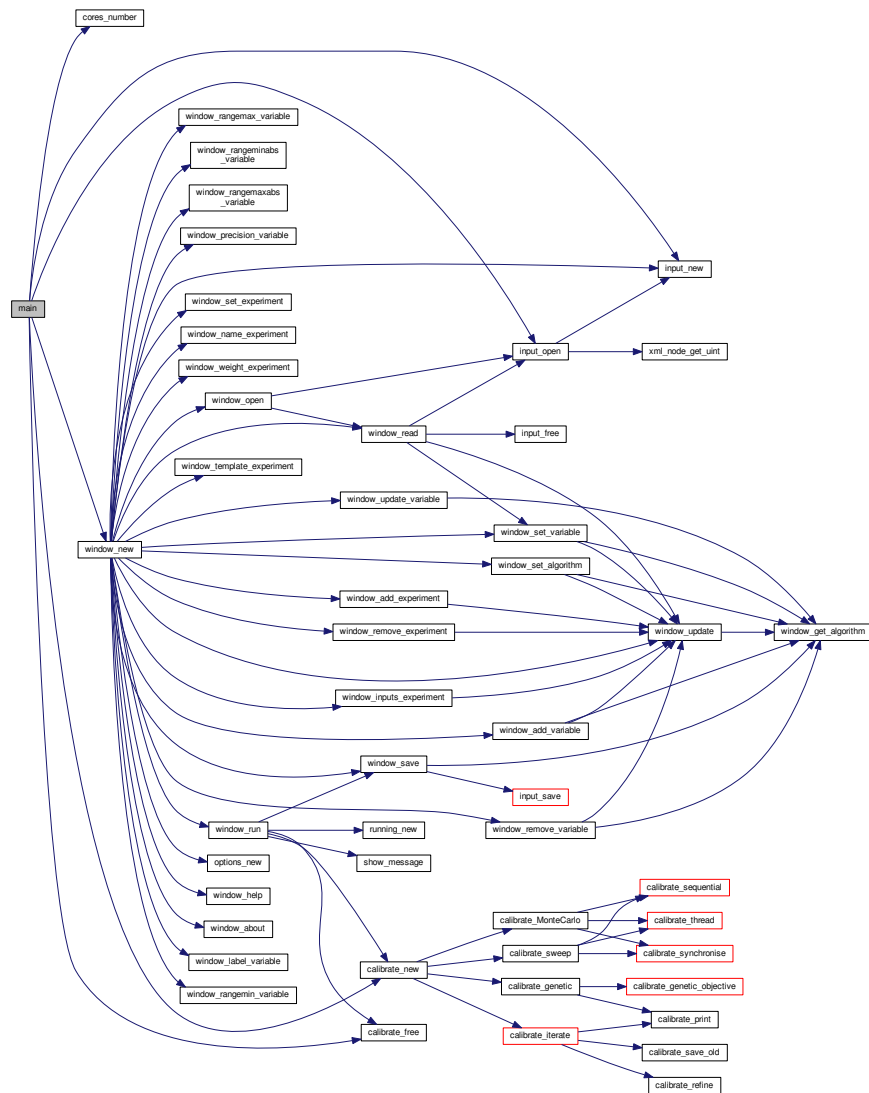 cores_number
window_rangemax_variable
window_rangeminabs
_variable
window_rangemaxabs
_variable
window_precision_variable
input_new
main
window_set_experiment
window_name_experiment
input_open
xml_node_get_uint
window_weight_experiment
window_open
window_read
input_free
window_template_experiment
window_update_variable
window_set_variable
window_new
window_set_algorithm
window_add_experiment
window_remove_experiment
window_update
window_get_algorithm
window_inputs_experiment
window_add_variable
window_save
input_save
window_run
running_new
window_remove_variable
options_new
show_message
window_help
calibrate_sequential
window_about
calibrate_MonteCarlo
calibrate_thread
window_label_variable
calibrate_sweep
calibrate_synchronise
calibrate_new
window_rangemin_variable
calibrate_genetic
calibrate_genetic_objective
calibrate_free
calibrate_iterate
calibrate_print
calibrate_save_old
calibrate_refine